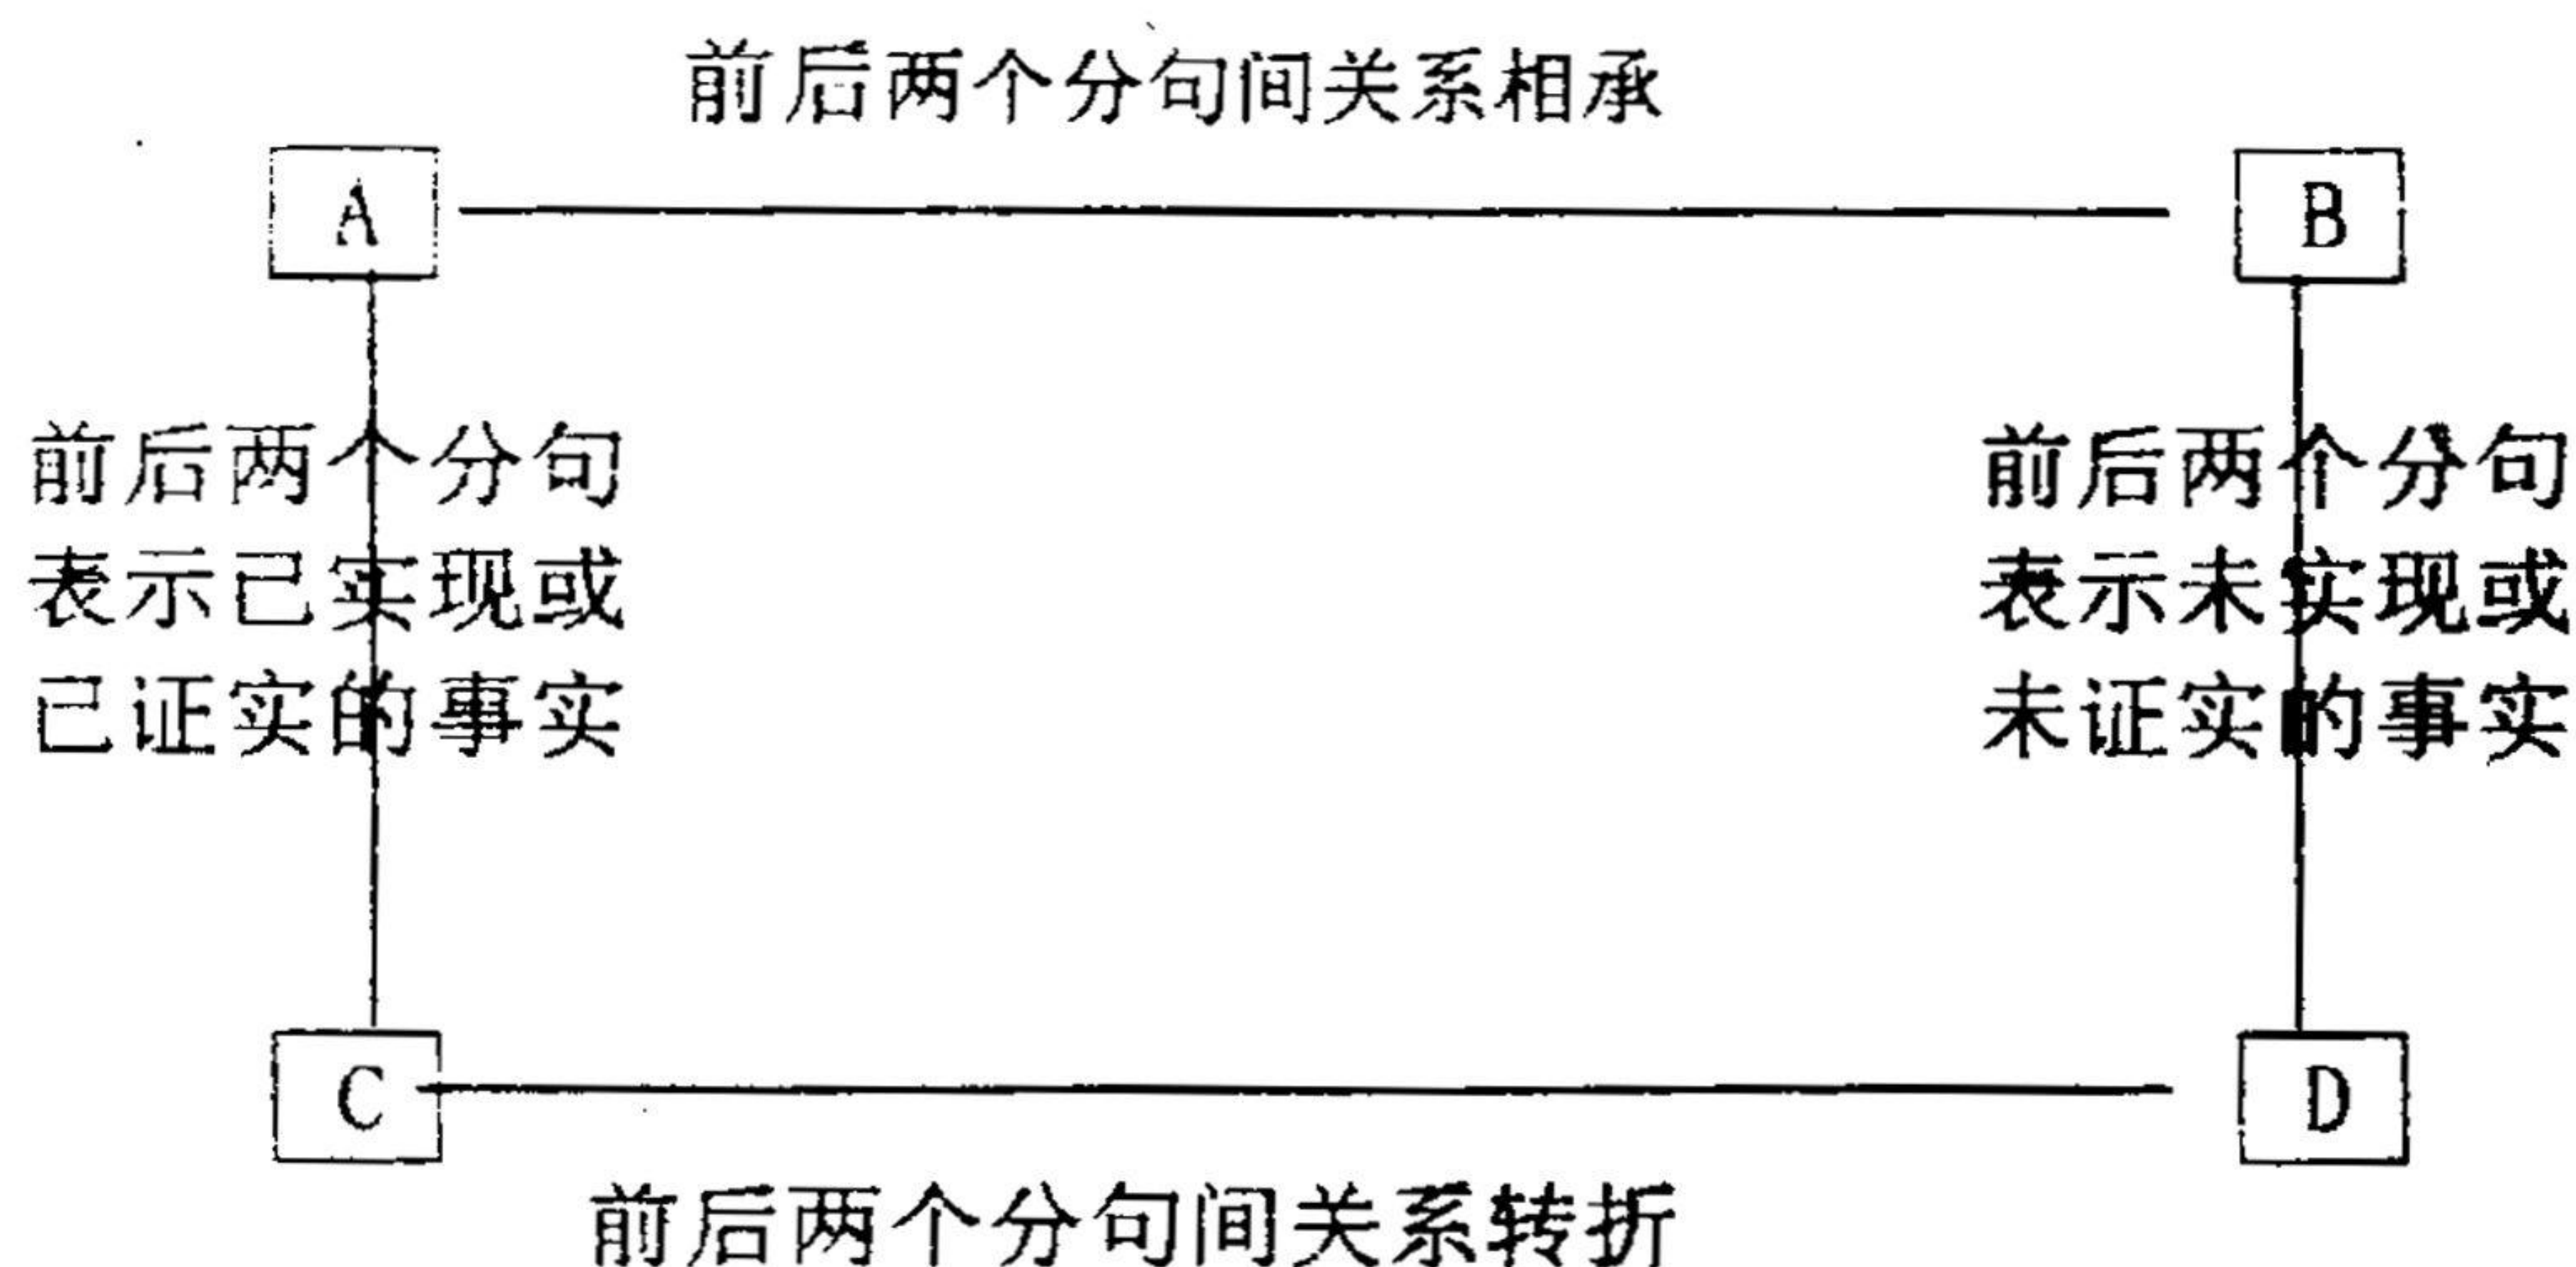 前后两个分句间关系相承
A
B
前后两个分句
表示已实现或
已证实的事实
前后两个分句
表示未实现或
未证实的事实
C
D
前后两个分句间关系转折